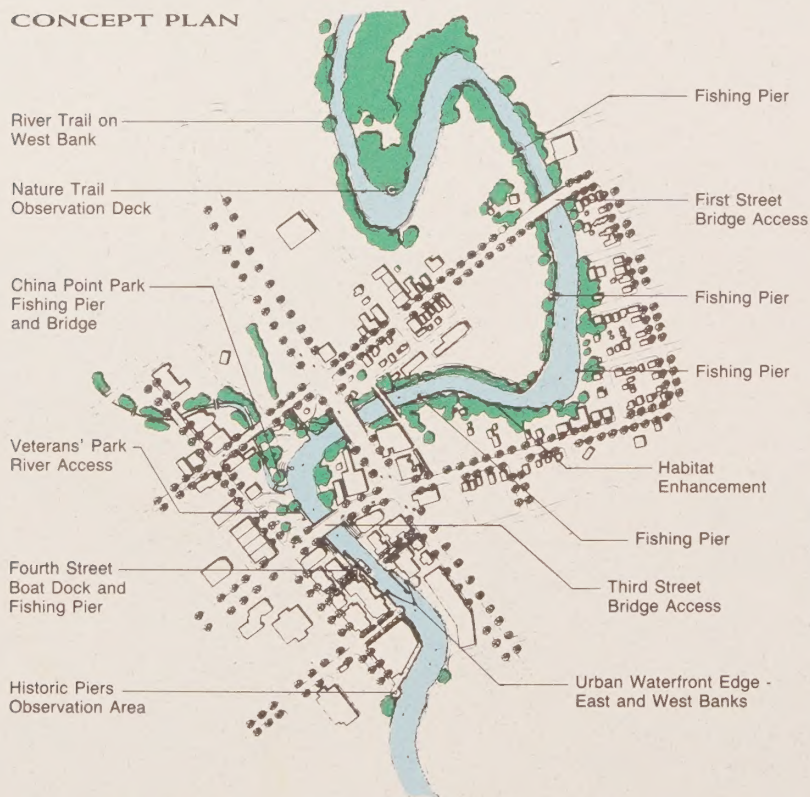 CONCEPT PLAN
River Trail on
West Bank
Nature Trail
Observation Deck
China Point Park
Fishing Pier
and Bridge
Veterans' Park
River Access
Fourth Street
Boat Dock and
Fishing Pier
Historic Piers
Observation Area
Fishing Pier
First Street
Bridge Access
Fishing Pier
Fishing Pier
Habitat
Enhancement
Fishing Pier
Third Street
Bridge Access
Urban Waterfront Edge -
East and West Banks